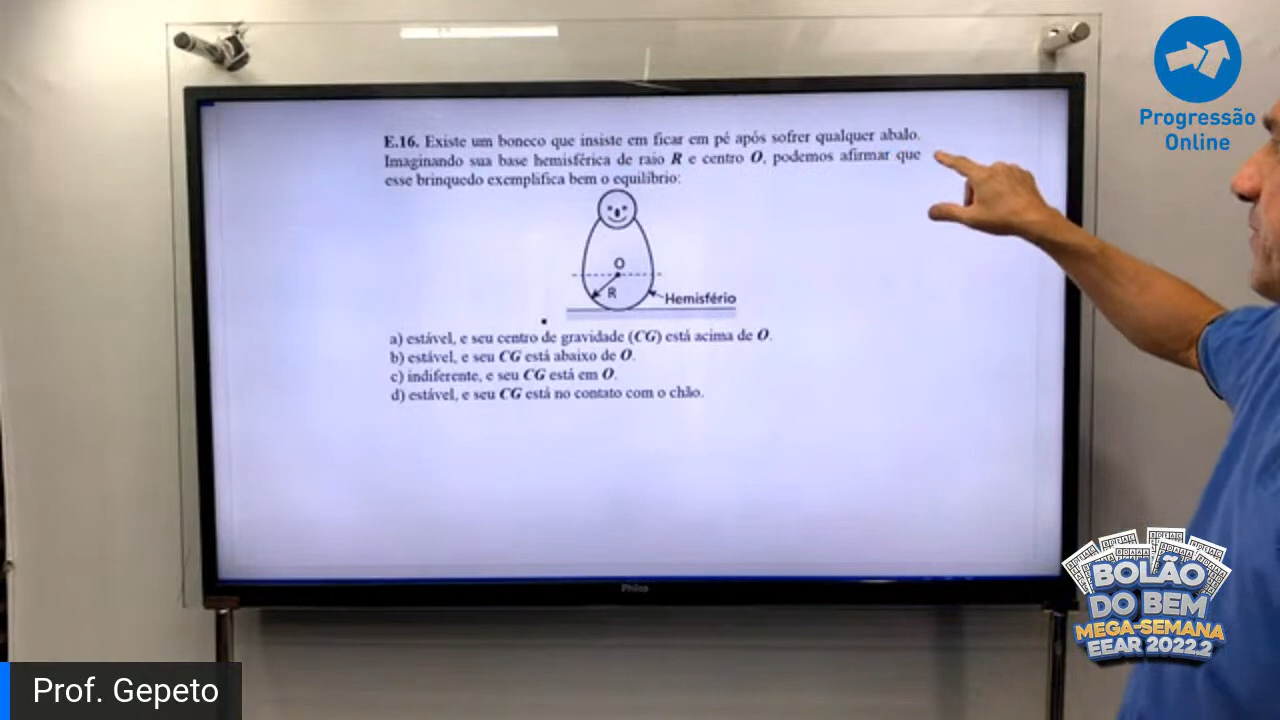 E.16. Existe um boneco que insiste em ficar em pé após sofrer qualquer abalo.
Imaginando sua base hemisférica de raio R e centro O, podemos afirmar que
esse brinquedo exemplifica bem o equilíbrio:
O
R
Hemisfério
a) estável, e seu centro de gravidade (CG) está acima de O.
b) estável, e seu CG está abaixo de O.
c) indiferente, e seu CG está em O.
d) estável, e seu CG está no contato com o chão.
Philco
Progressão
Online
BOLÃO
DO BEM
MEGA-SEMANA
EEAR 2022.2
Prof. Gepeto